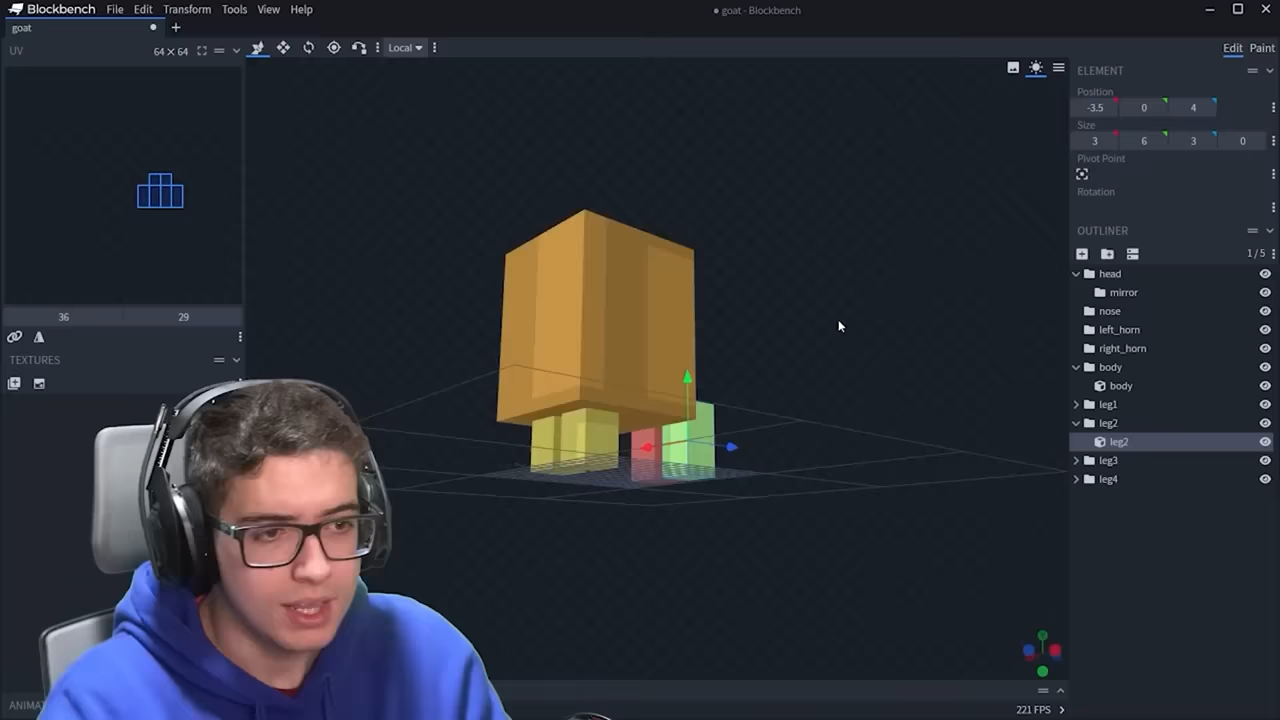 Blockbench File Edit Transform Tools View Help
• goat - Blockbench
goat
UV 64 × 64
Local
Edit Paint
ELEMENT
Position
-3.5 0 4
Size
3 6 3 0
Pivot Point
Rotation
OUTLINER
1/5
head
mirror
nose
left_horn
right_horn
body
body
leg1
leg2
leg2
leg3
leg4
36 29
TEXTURES
221 FPS